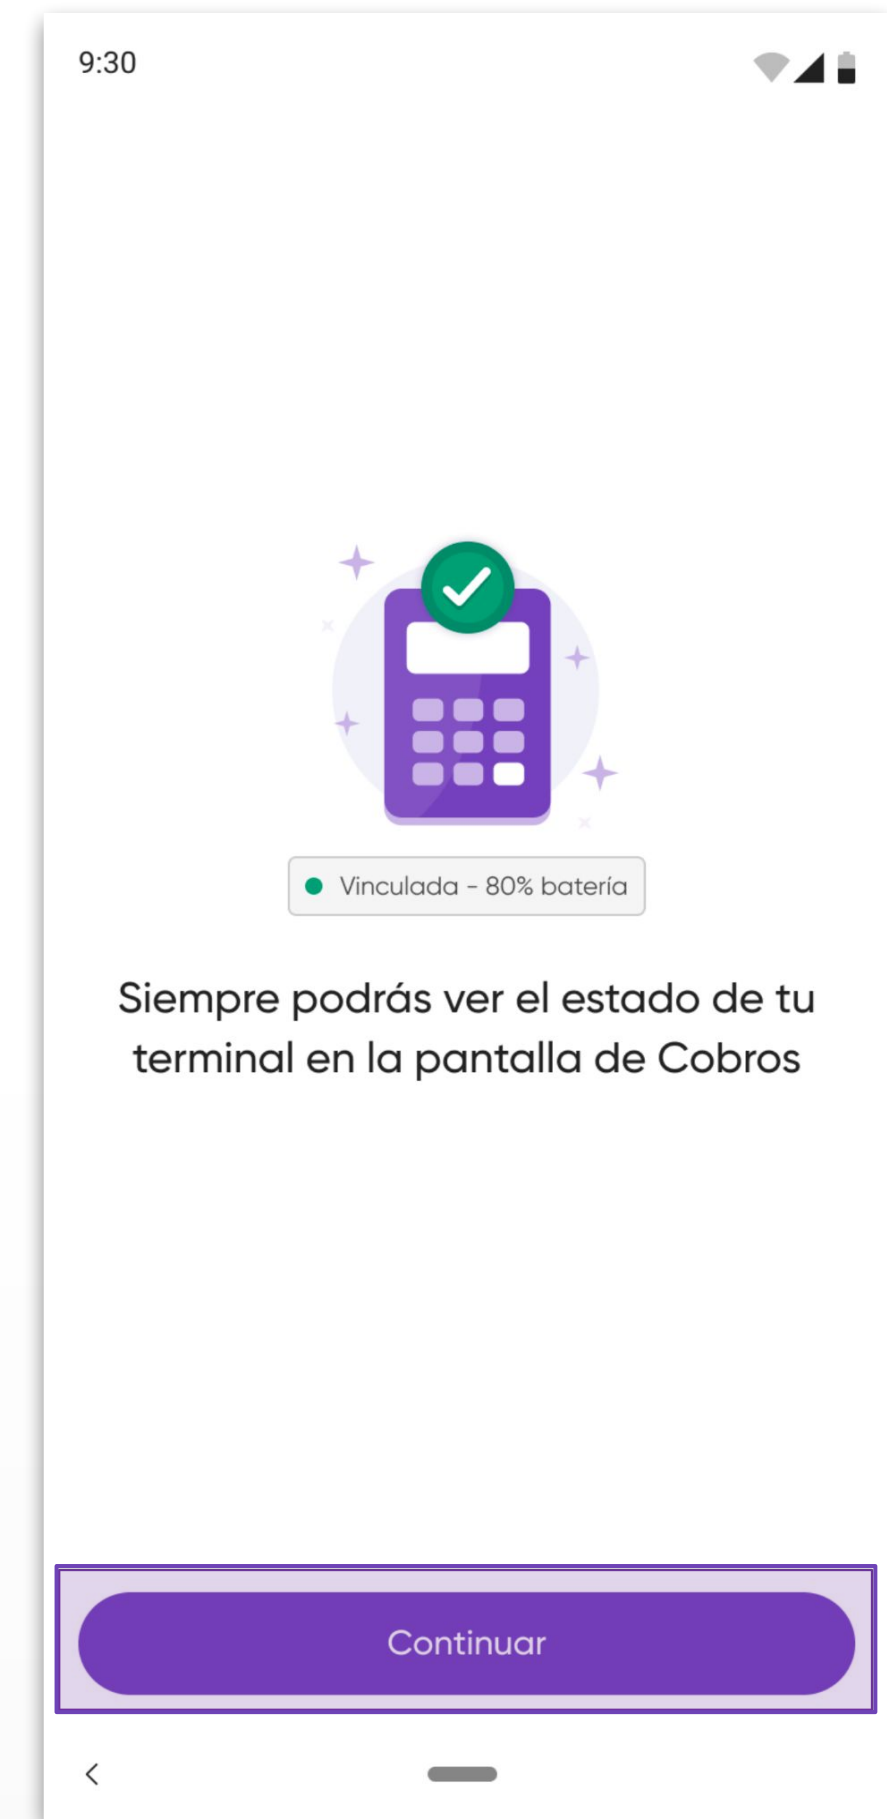 9:30
Vinculada - 80% batería
Siempre podrás ver el estado de tu
terminal en la pantalla de Cobros
Continuar